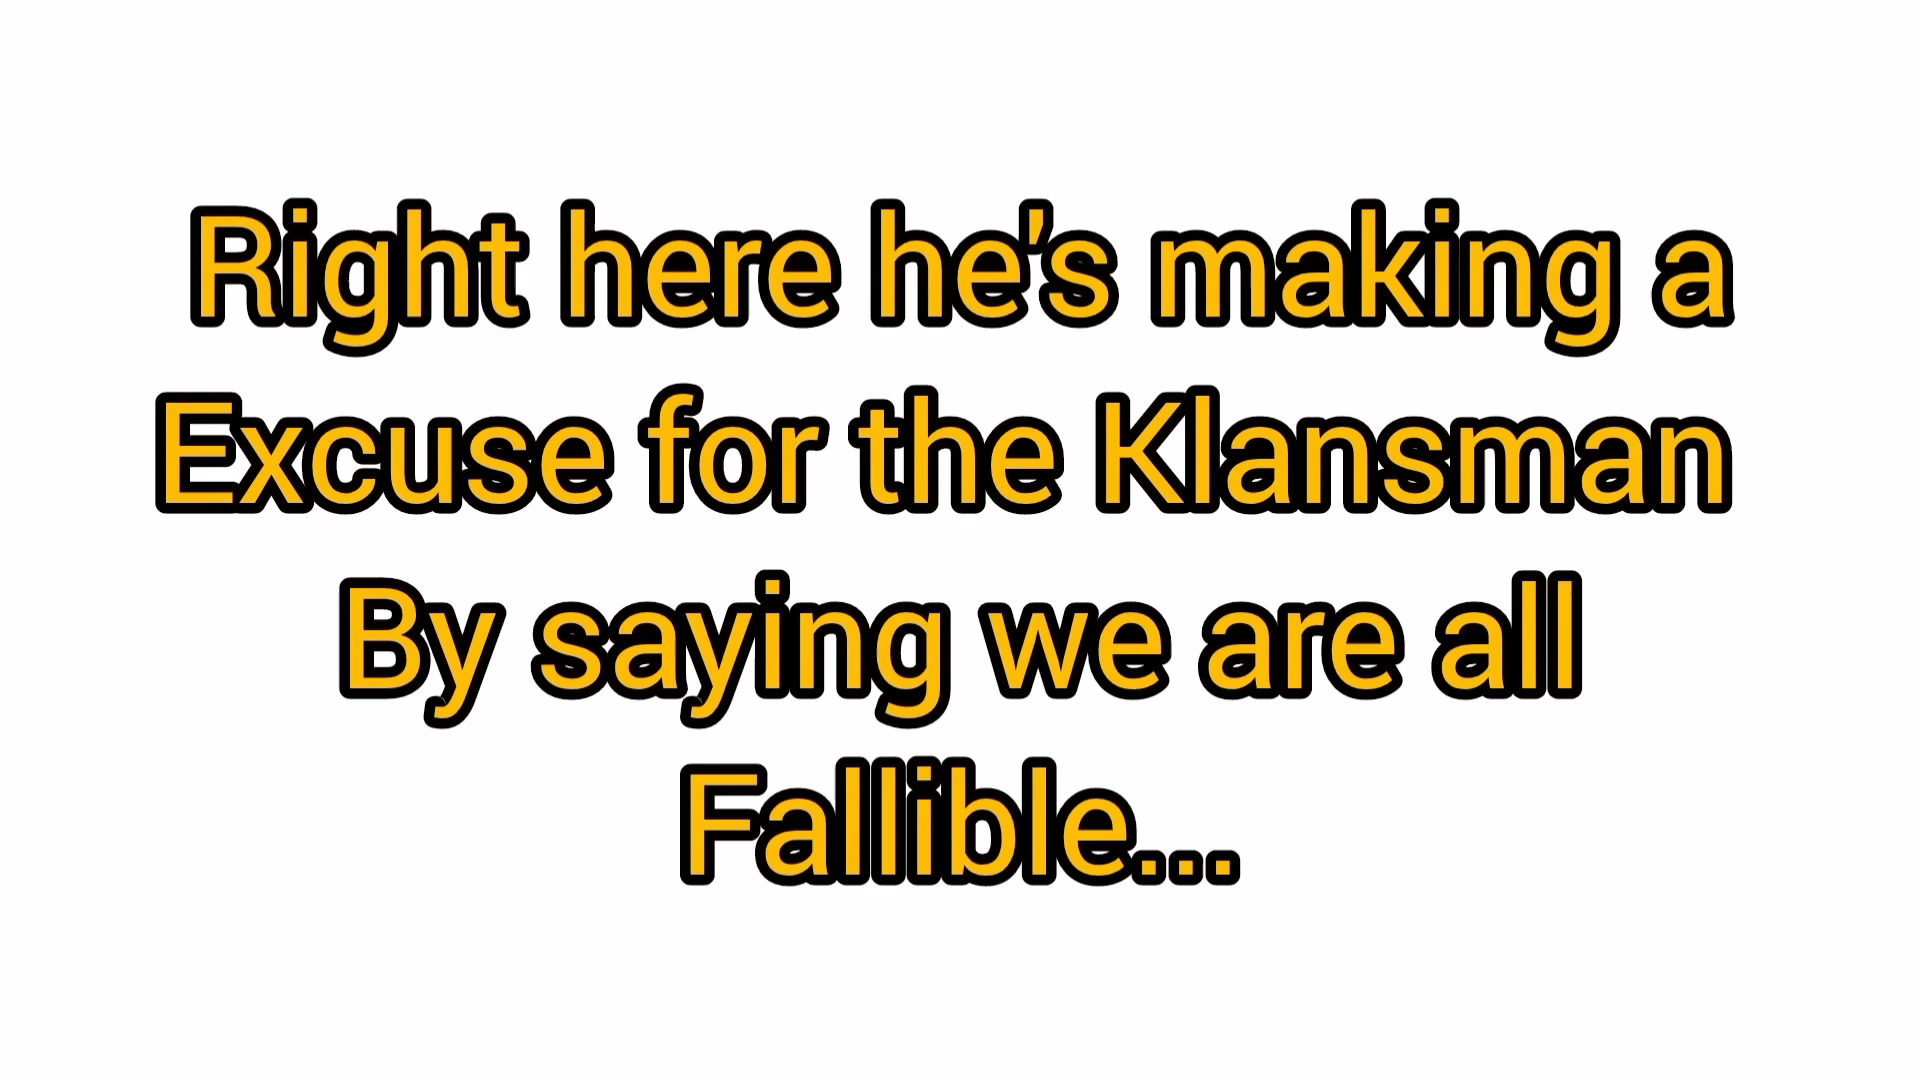 Right here he's making a
Excuse for the Klansman
By saying we are all
Fallible...